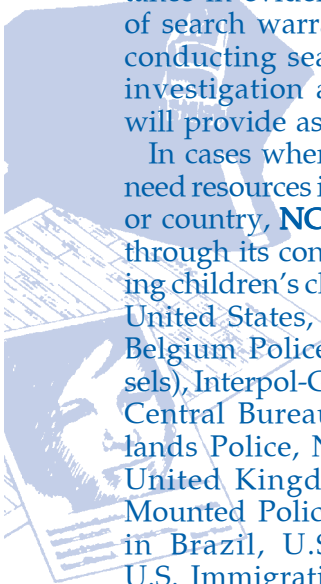 of search warra
conducting sea
investigation a
will provide as
In cases wher
need resources i
or country, NC
through its con
ing children's cl
United States,
Belgium Police
sels), Interpol-C
Central Bureau
lands Police, N
United Kingd
Mounted Polic
in Brazil, U.S
U.S. Immigrati